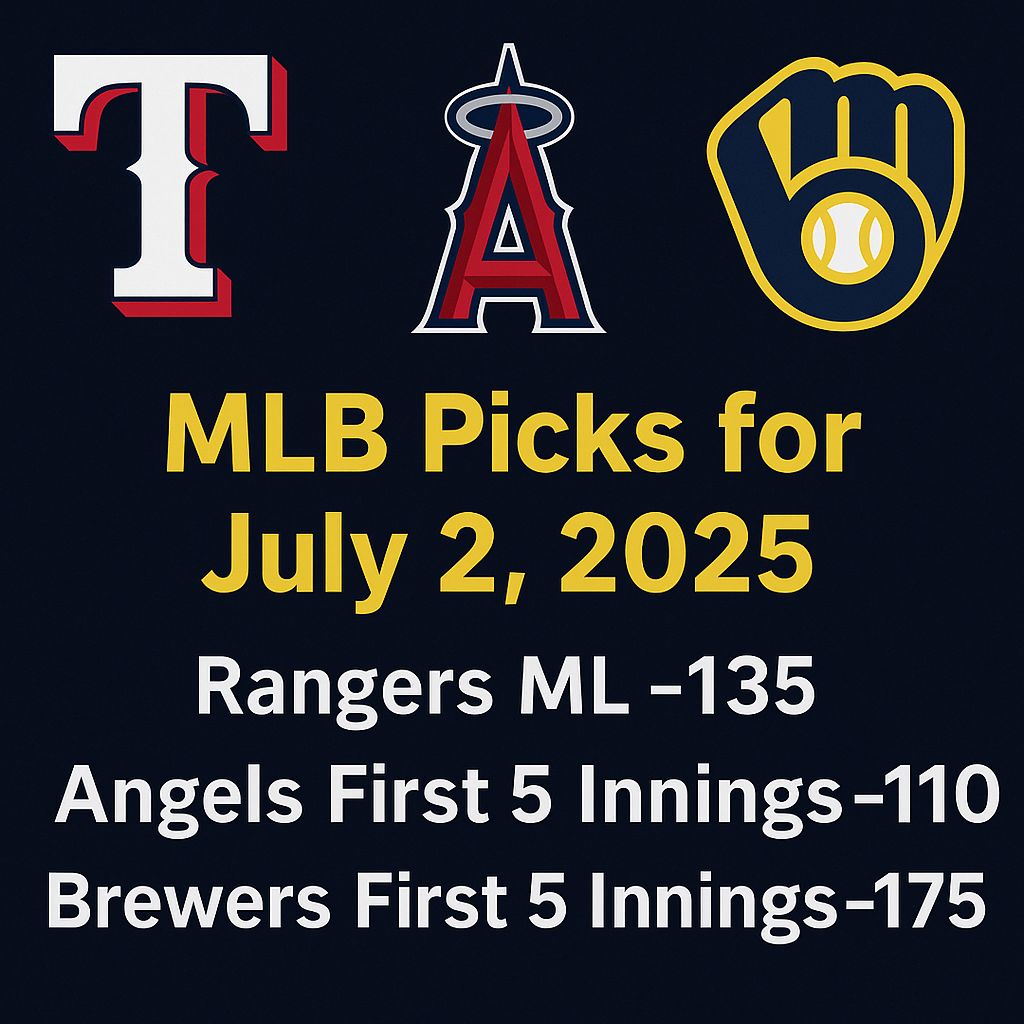 MLB Picks for
July 2, 2025
Rangers ML –135
Angels First 5 Innings –110
Brewers First 5 Innings –175